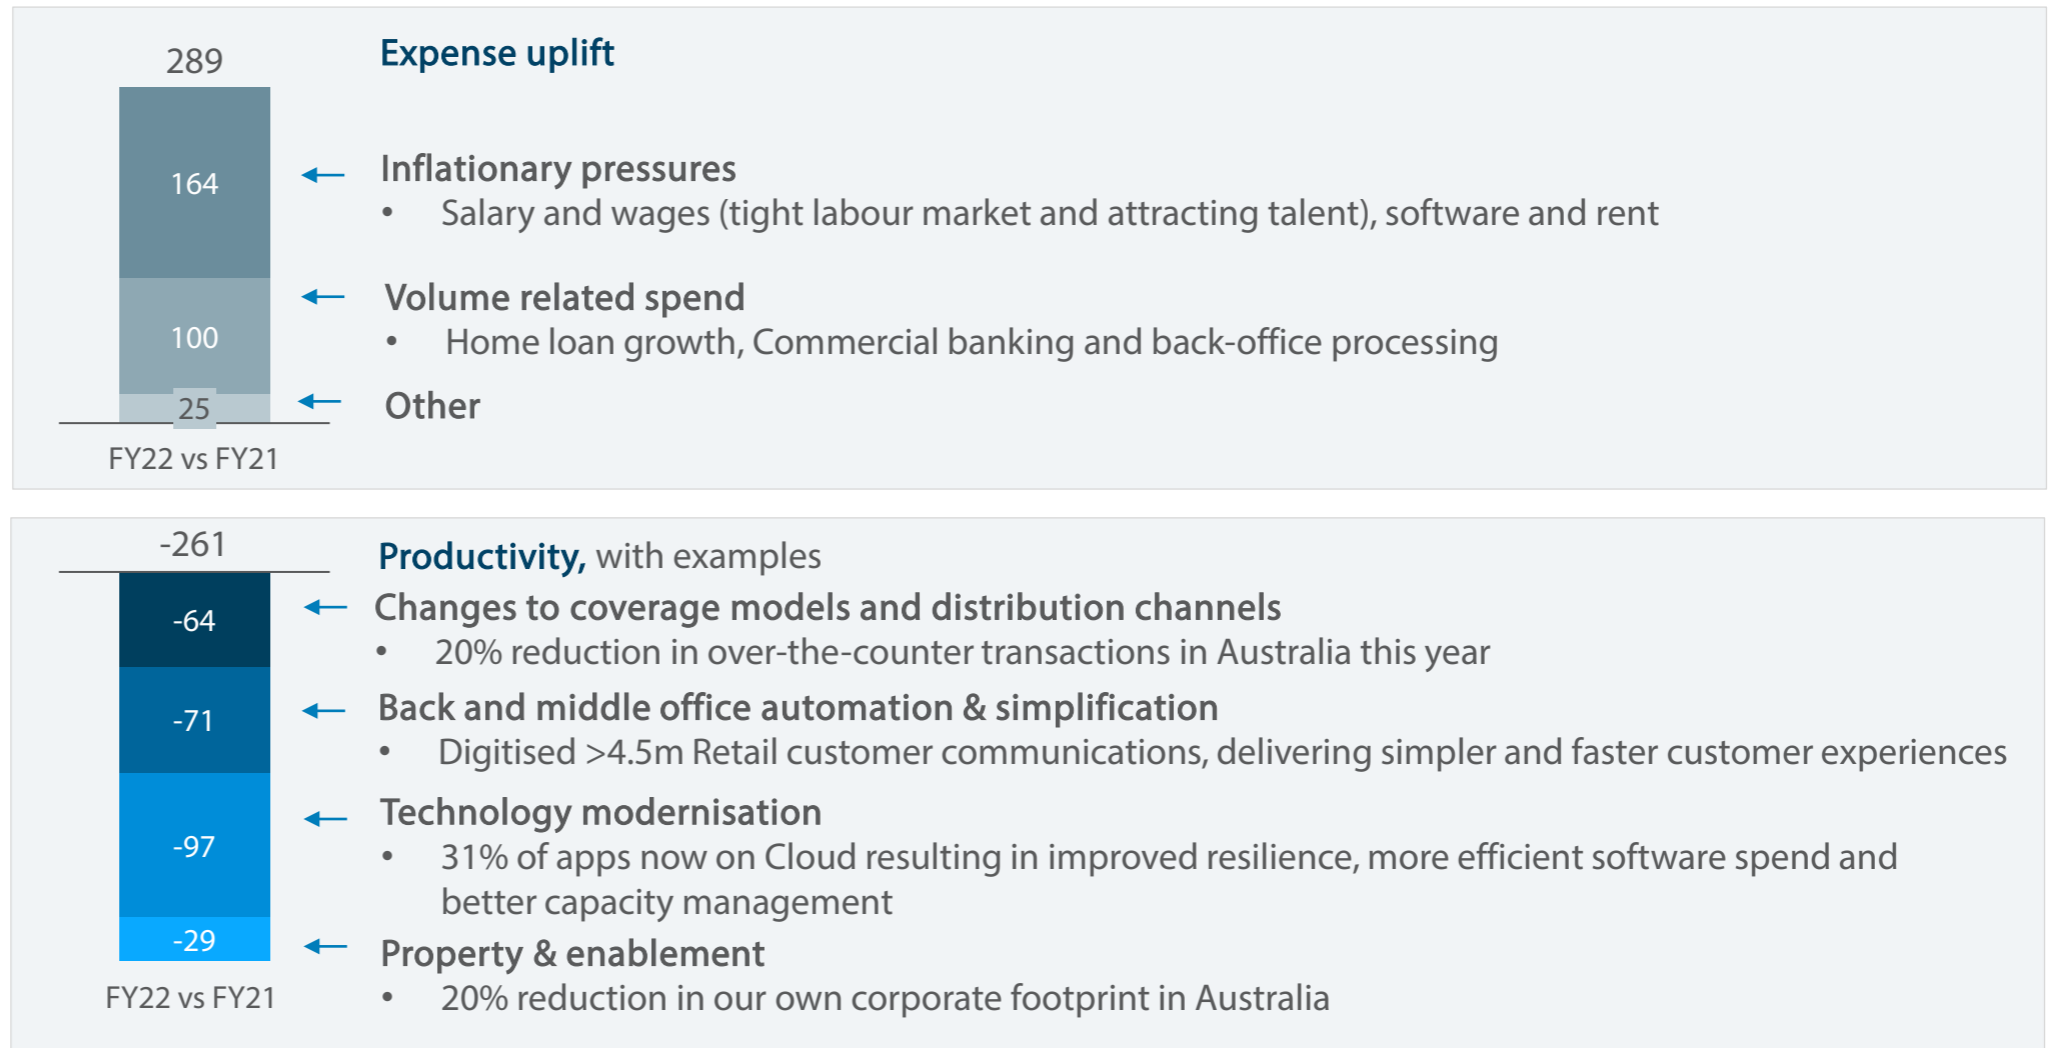 289
Expense uplift
164
Inflationary pressures
• Salary and wages (tight labour market and attracting talent), software and rent
100
Volume related spend
• Home loan growth, Commercial banking and back-office processing
25
Other
FY22 vs FY21
-261
Productivity, with examples
-64
Changes to coverage models and distribution channels
• 20% reduction in over-the-counter transactions in Australia this year
-71
Back and middle office automation & simplification
• Digitised >4.5m Retail customer communications, delivering simpler and faster customer experiences
-97
Technology modernisation
• 31% of apps now on Cloud resulting in improved resilience, more efficient software spend and
better capacity management
-29
Property & enablement
• 20% reduction in our own corporate footprint in Australia
FY22 vs FY21